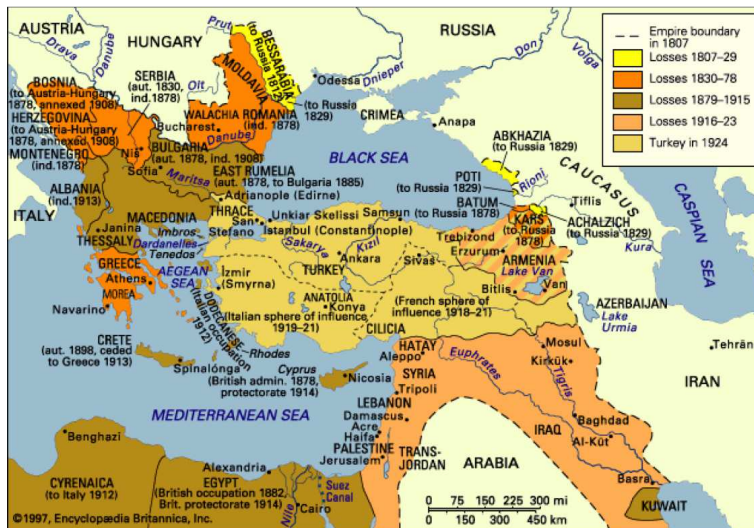 AUSTRIA
HUNGARY
RUSSIA
Drava
Danube
Prut
BESSARABIA
(to Russia
1812)
MOLDAVIA
Olt
Odessa
Dnieper
Don
Volga
BOSNIA
(to Austria-Hungary
1878, annexed 1908)
HERZEGOVINA
(to Austria-Hungary
1878, annexed 1908)
MONTENEGRO
(ind.1878)
SERBIA
(aut. 1830,
ind.1878)
Niš
WALACHIA
ROMANIA
(ind. 1878)
Bucharest
Danube
(to Russia
1829)
CRIMEA
Anapa
BULGARIA
(aut. 1878, ind. 1908)
Sofia
Maritsa
EAST RUMELIA
(aut. 1878, to Bulgaria 1885)
BLACK SEA
ABKHAZIA
(to Russia 1829)
CAUCASUS
POTI
(to Russia 1829)
Rioni
CASPIAN
SEA
ALBANIA
(ind.1913)
ITALY
MACEDONIA
Adrianople (Edirne)
THRACE
San
Stefano
Unkiar Skelissi
Istanbul (Constantinople)
Samsun
BATUM
(to Russia 1878)
KARS
(to Russia
1878)
Tiflis
ACHALZICH
(to Russia 1829)
Kura
Janina
THESSALY
Imbros
Dardanelles
Tenedos
Sakarya
Kızıl
Ankara
Sivas
Trebizond
Erzurum
ARMENIA
Lake Van
Van
Bitlis
GREECE
Athens
MOREA
Navarino
AEGEAN
SEA
İzmir
(Smyrna)
TURKEY
ANATOLIA
Konya
(Italian sphere of
influence
1919–21)
(French sphere of
influence 1918–21)
CILICIA
AZERBAIJAN
Lake
Urmia
DODECANESE
(Italian occupation
1912)
Rhodes
CRETE
(aut. 1898, ceded
to Greece 1913)
Spinalónga
Cyprus
(British admin. 1878,
protectorate 1914)
Nicosia
HATAY
Aleppo
SYRIA
Tripoli
LEBANON
Damascus
Acre
Haifa
PALESTINE
Jerusalem
TRANS-
JORDAN
Euphrates
Tigris
Mosul
Kirkūk
Tehrān
IRAN
Baghdad
IRAQ
Al-Kūt
Basra
KUWAIT
ARABIA
MEDITERRANEAN SEA
Benghazi
CYRENAICA
(to Italy 1912)
Alexandria
EGYPT
(British occupation 1882,
Brit. protectorate 1914)
Suez
Canal
Cairo
Nile
0 75 150 225 300 mi
0 150 300 450 km
Empire boundary
in 1807
Losses 1807–29
Losses 1830–78
Losses 1879–1915
Losses 1916–23
Turkey in 1924
©1997, Encyclopædia Britannica, Inc.